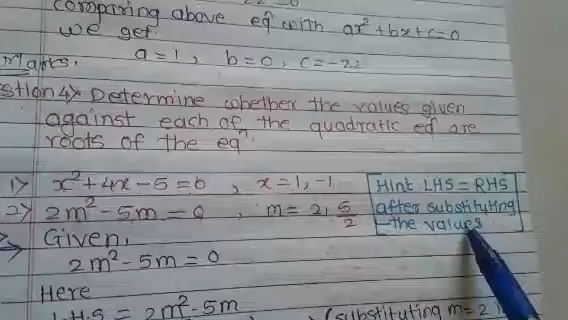 comparing above eqn with ax²+bx+c=0
we get
a=1, b=0, c=-22
Marks.
stion 4) Determine whether the values given
against each of the quadratic eqn are
roots of the eqn.
1) x²+4x-5=0, x=1,-1
2) 2m²-5m=0, m=2, 5/2
Hint LHS=RHS
after substituting
the values
Given,
2m²-5m=0
Here
L.H.S = 2m²-5m
(substituting m=2